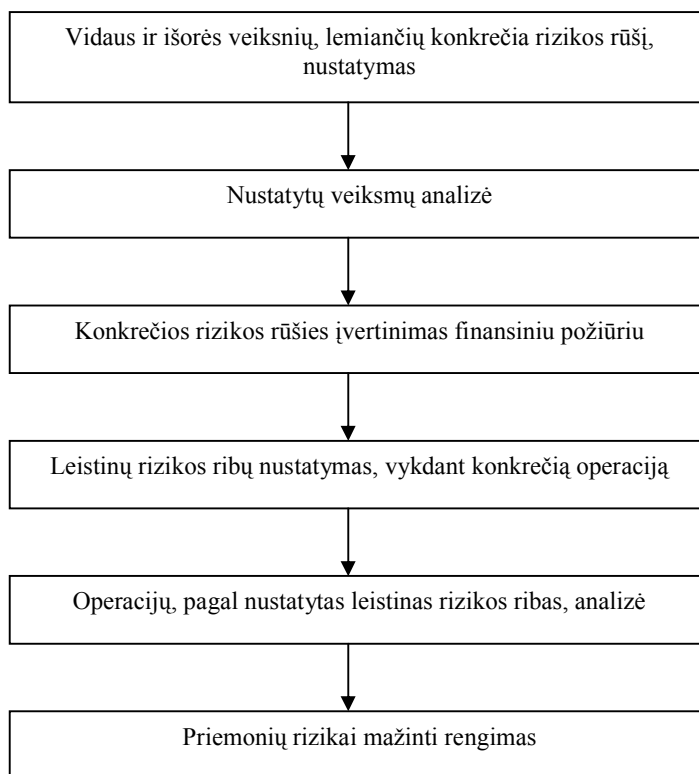 Vidaus ir išorės veiksnių, lemiančių konkrečia rizikos rūšį,
nustatymas
Nustatytų veiksmų analizė
Konkrečios rizikos rūšies įvertinimas finansiniu požiūriu
Leistinų rizikos ribų nustatymas, vykdant konkrečią operaciją
Operacijų, pagal nustatytas leistinas rizikos ribas, analizė
Priemonių rizikai mažinti rengimas